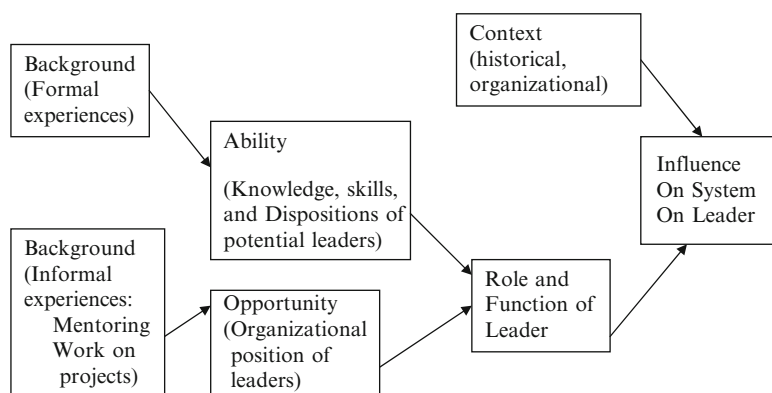 Background
(Formal
experiences)
Background
(Informal
experiences:
Mentoring
Work on
projects)
Ability
(Knowledge, skills,
and Dispositions of
potential leaders)
Opportunity
(Organizational
position of
leaders)
Context
(historical,
organizational)
Role and
Function of
Leader
Influence
On System
On Leader